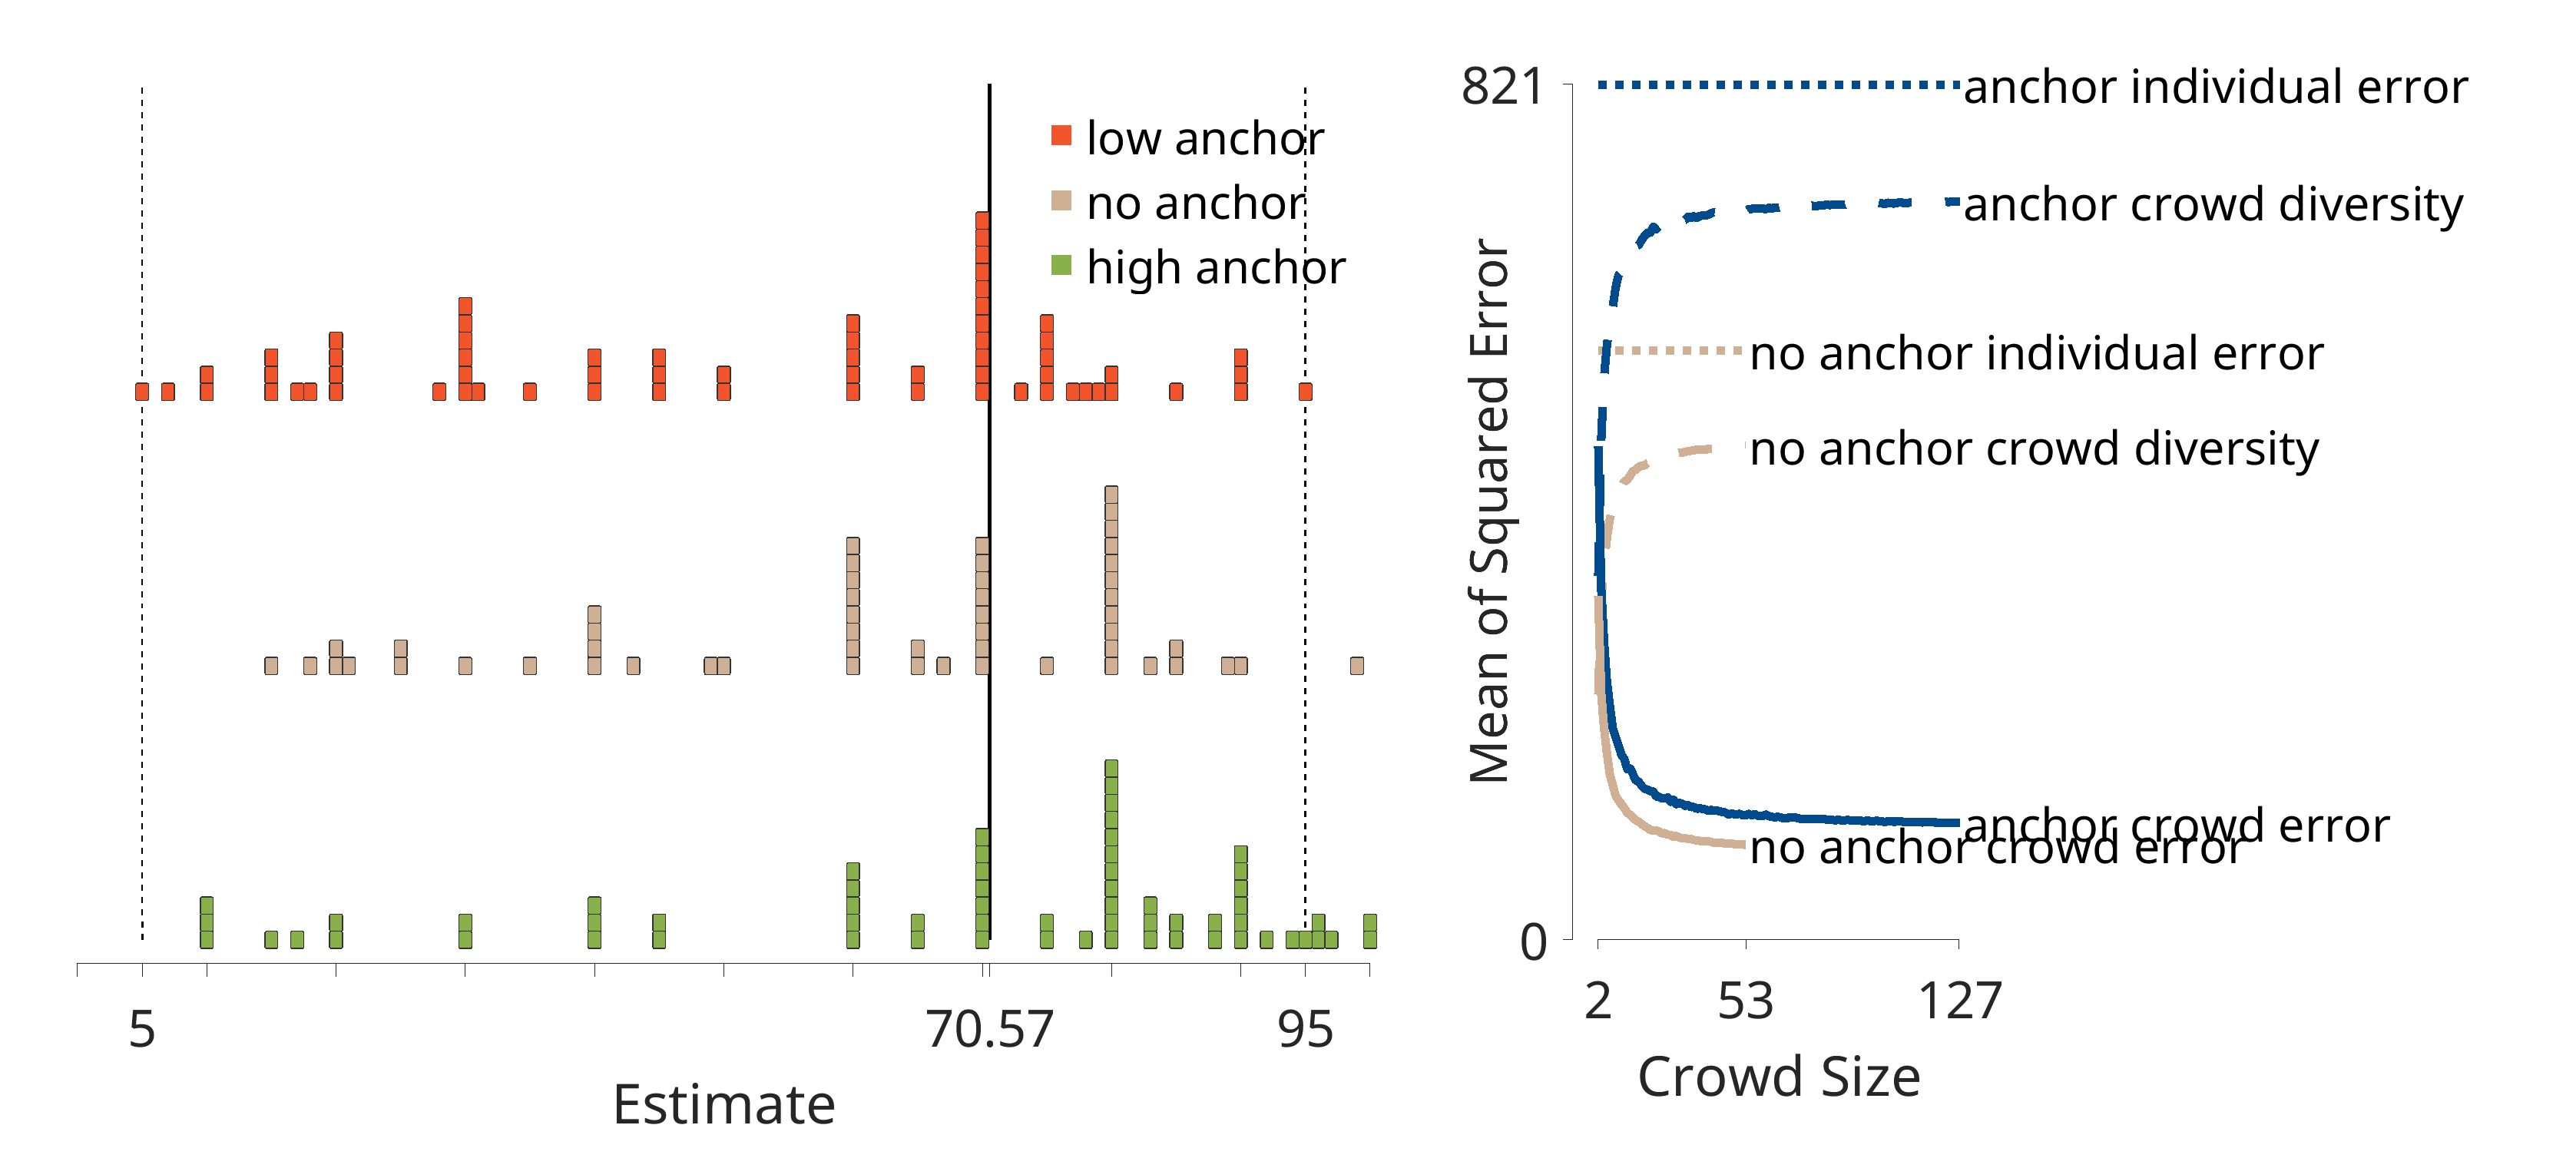 low anchor
no anchor
high anchor
5
70.57
95
Estimate
821
0
Mean of Squared Error
anchor individual error
anchor crowd diversity
no anchor individual error
no anchor crowd diversity
anchor crowd error
no anchor crowd error
2
53
127
Crowd Size